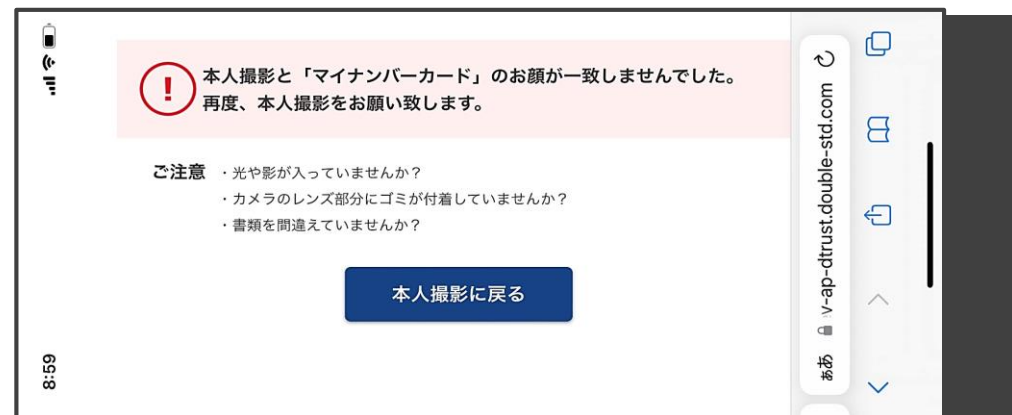 本人撮影と「マイナンバーカード」のお顔が一致しませんでした。
再度、本人撮影をお願い致します。
ご注意 ・光や影が入っていませんか？
・カメラのレンズ部分にゴミが付着していませんか？
・書類を間違えていませんか？
本人撮影に戻る
8:59
ぁあ v-ap-dtrust.double-std.com